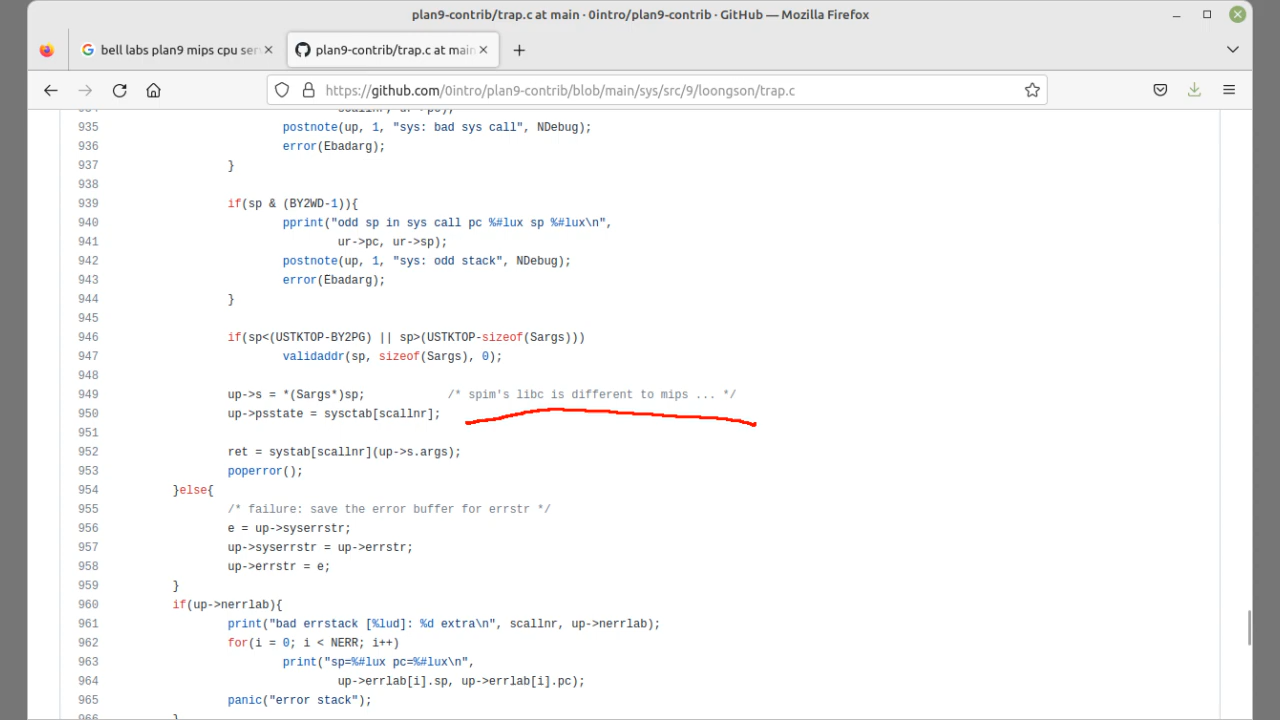 plan9-contrib/trap.c at main · 0intro/plan9-contrib · GitHub — Mozilla Firefox
bell labs plan9 mips cpu ser
plan9-contrib/trap.c at main
https://github.com/0intro/plan9-contrib/blob/main/sys/src/9/loongson/trap.c
935 postnote(up, 1, "sys: bad sys call", NDebug);
936 error(Ebadarg);
937 }
938
939 if(sp & (BY2WD-1)){
940 pprint("odd sp in sys call pc %#lux sp %#lux\n",
941 ur->pc, ur->sp);
942 postnote(up, 1, "sys: odd stack", NDebug);
943 error(Ebadarg);
944 }
945
946 if(sp<(USTKTOP-BY2PG) || sp>(USTKTOP-sizeof(Sargs)))
947 validaddr(sp, sizeof(Sargs), 0);
948
949 up->s = *(Sargs*)sp; /* spim's libc is different to mips ... */
950 up->psstate = sysctab[scallnr];
951
952 ret = systab[scallnr](up->s.args);
953 poperror();
954 }else{
955 /* failure: save the error buffer for errstr */
956 e = up->syserrstr;
957 up->syserrstr = up->errstr;
958 up->errstr = e;
959 }
960 if(up->nerrlab){
961 print("bad errstack [%lud]: %d extra\n", scallnr, up->nerrlab);
962 for(i = 0; i < NERR; i++)
963 print("sp=%#lux pc=%#lux\n",
964 up->errlab[i].sp, up->errlab[i].pc);
965 panic("error stack");